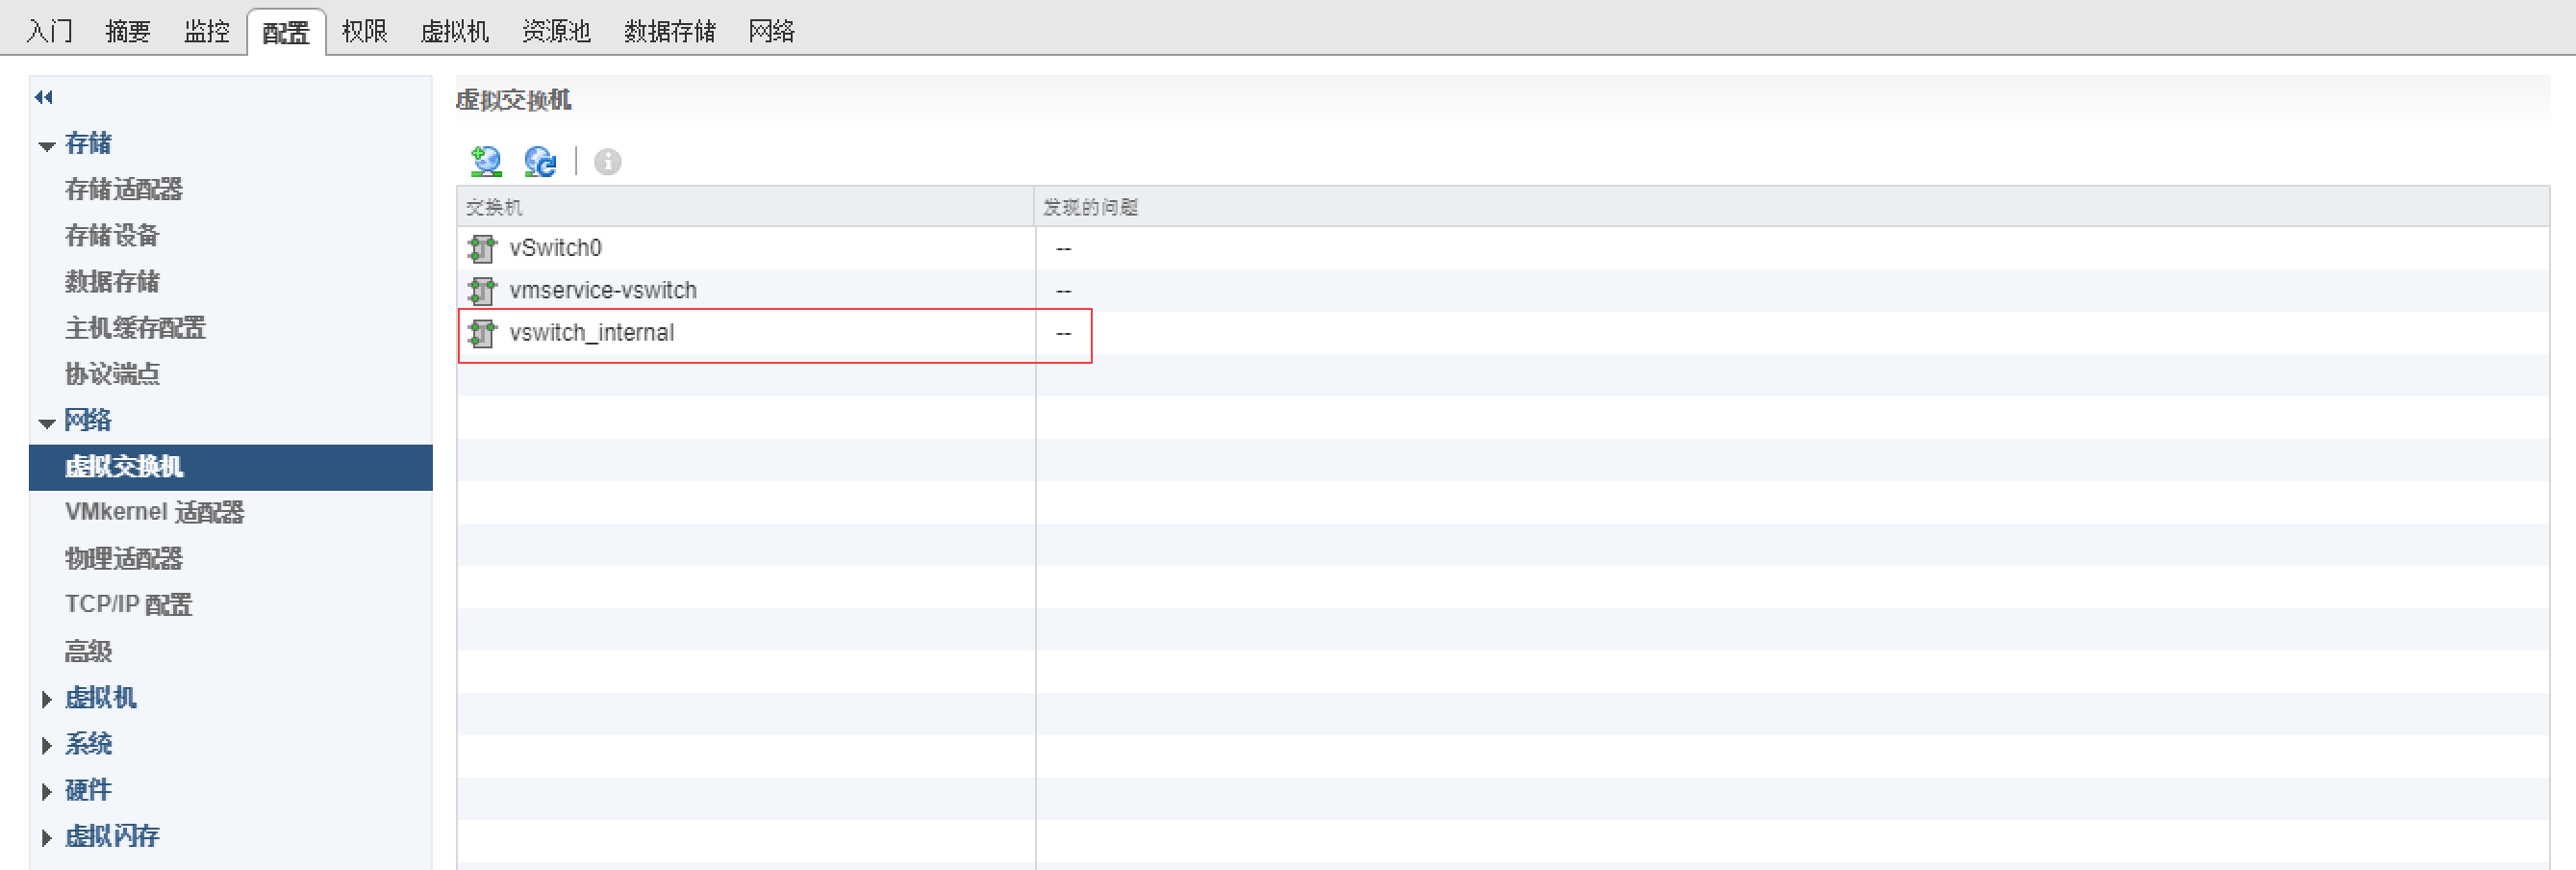 入门 摘要 监控 配置 权限 虚拟机 资源池 数据存储 网络
存储
存储适配器
存储设备
数据存储
主机缓存配置
协议端点
网络
虚拟交换机
VMkernel 适配器
物理适配器
TCP/IP 配置
高级
虚拟机
系统
硬件
虚拟闪存
虚拟交换机
交换机 发现的问题
vSwitch0 --
vmservice-vswitch --
vswitch_internal --